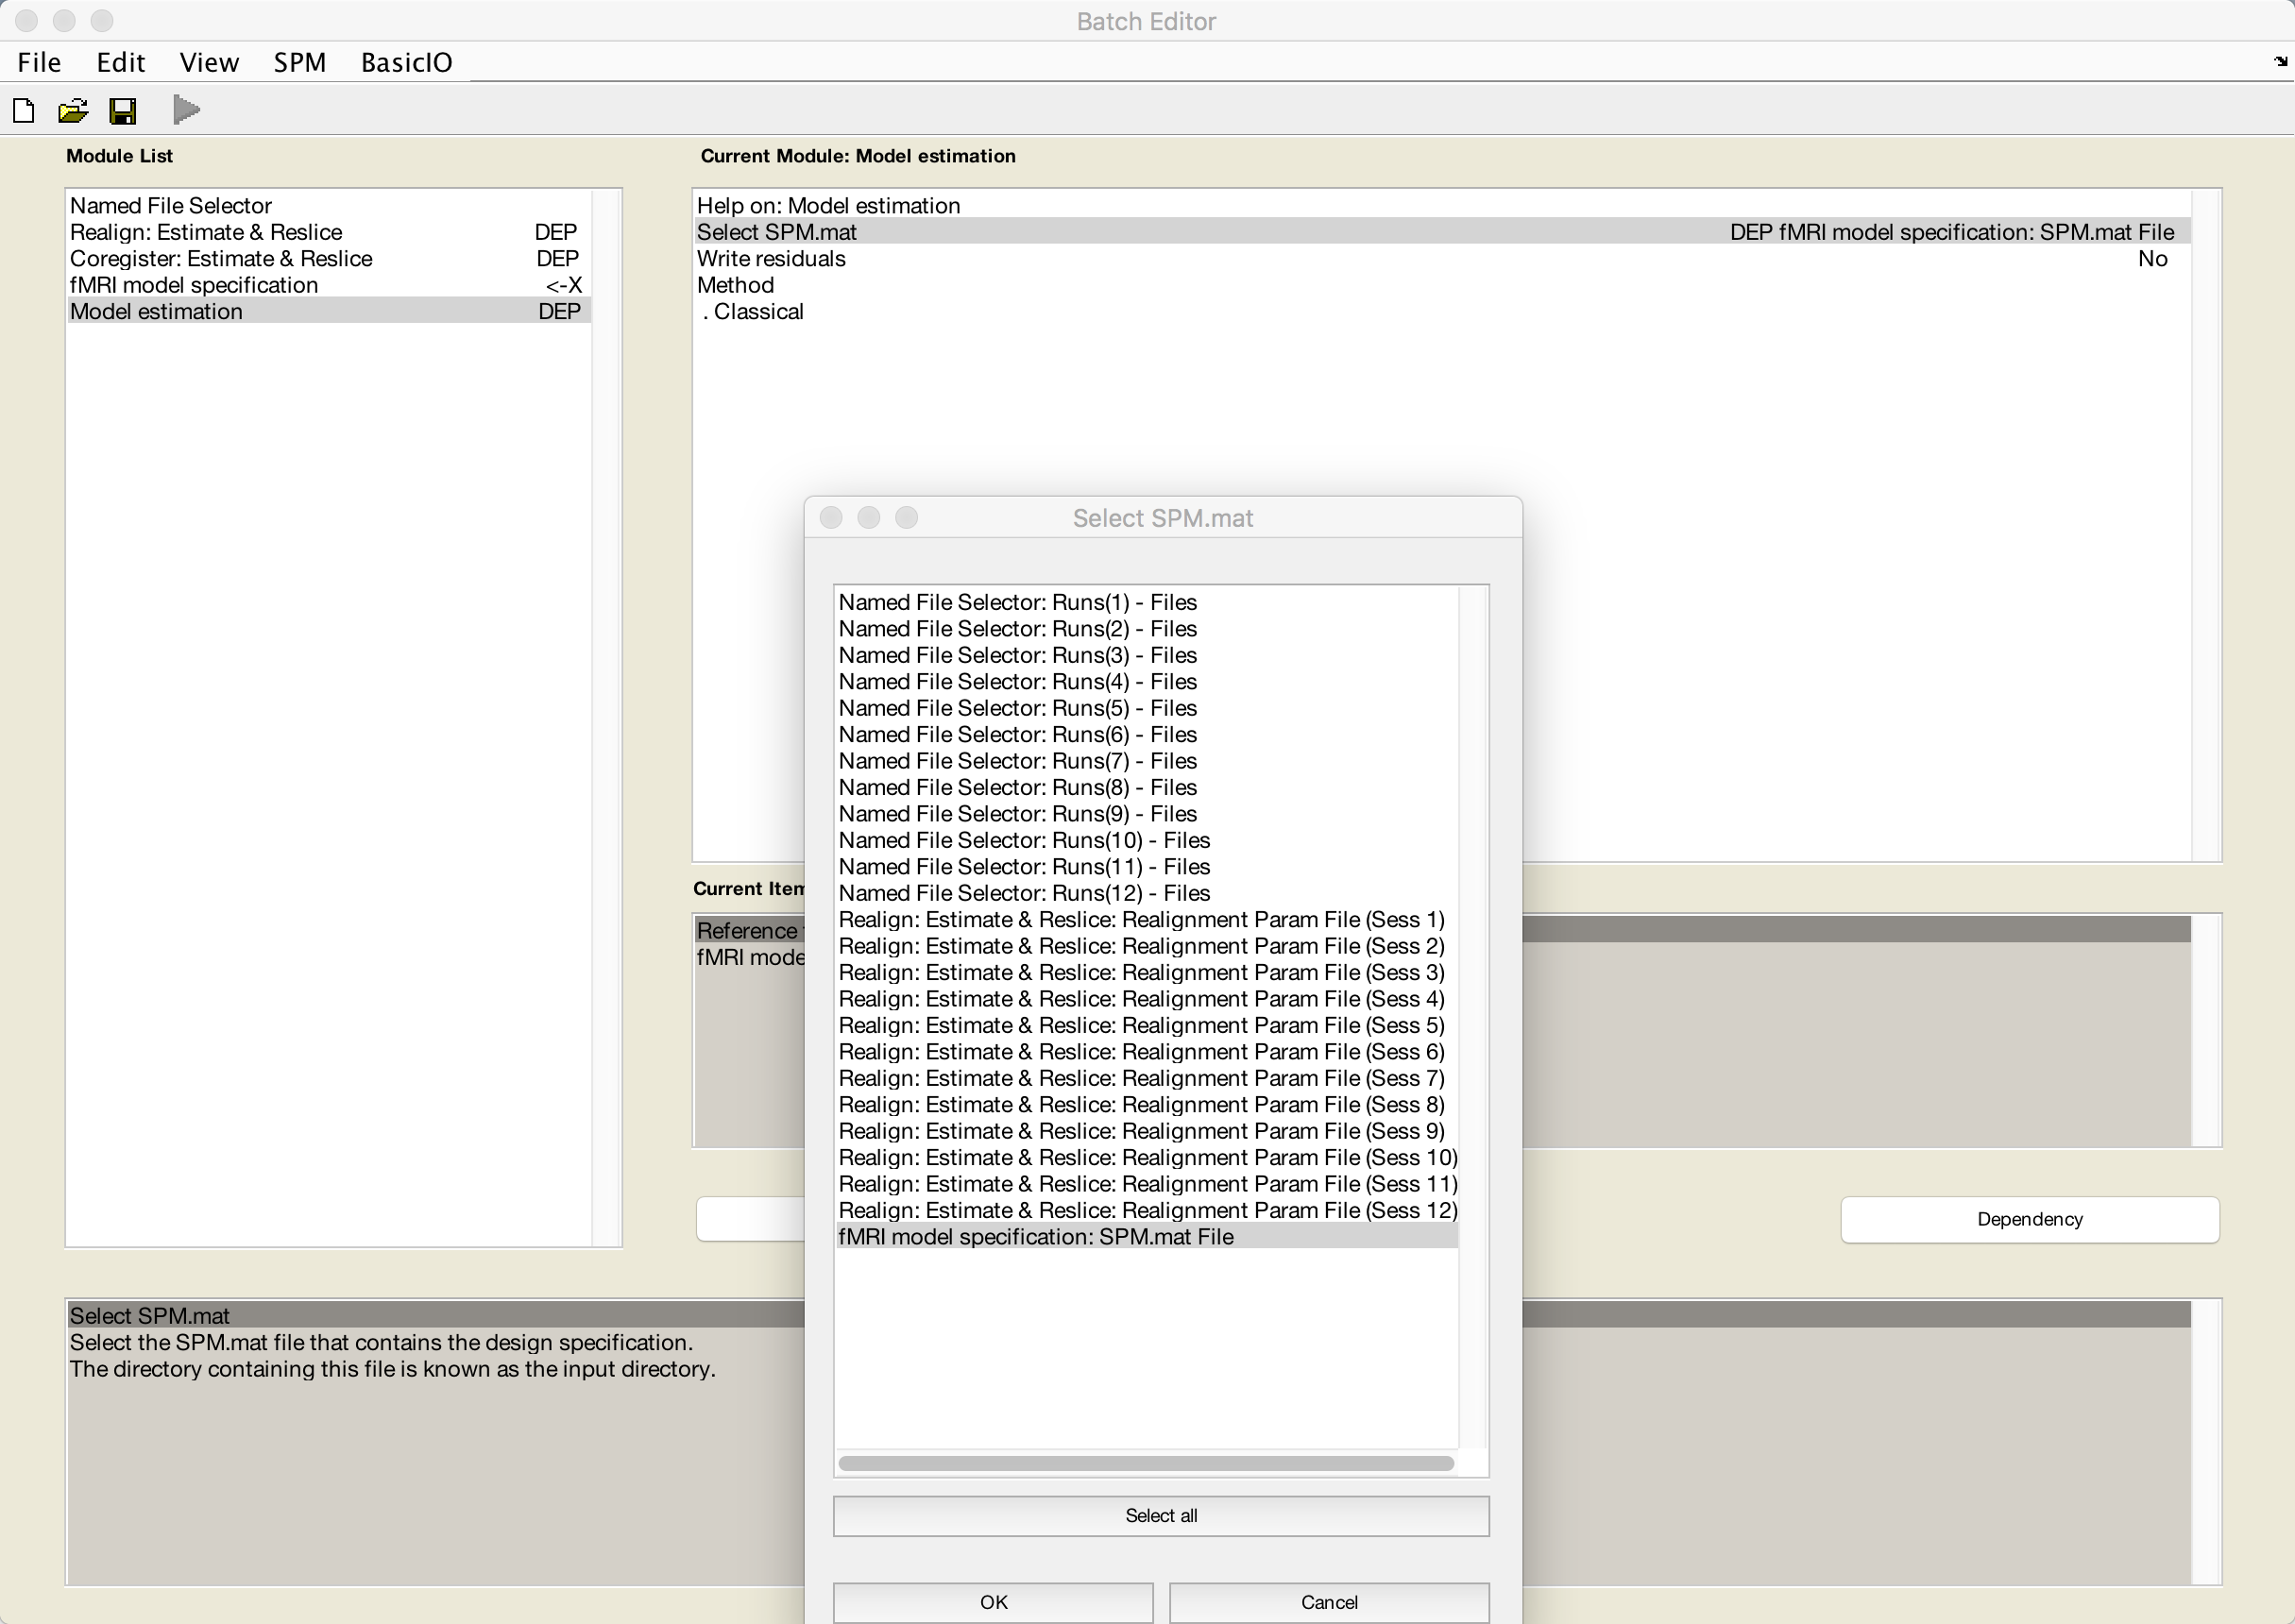 Batch Editor
File Edit View SPM BasicIO
Module List
Named File Selector
Realign: Estimate & Reslice DEP
Coregister: Estimate & Reslice DEP
fMRI model specification <-X
Model estimation DEP
Current Module: Model estimation
Help on: Model estimation
Select SPM.mat DEP fMRI model specification: SPM.mat File
Write residuals No
Method
. Classical
Select SPM.mat
Named File Selector: Runs(1) - Files
Named File Selector: Runs(2) - Files
Named File Selector: Runs(3) - Files
Named File Selector: Runs(4) - Files
Named File Selector: Runs(5) - Files
Named File Selector: Runs(6) - Files
Named File Selector: Runs(7) - Files
Named File Selector: Runs(8) - Files
Named File Selector: Runs(9) - Files
Named File Selector: Runs(10) - Files
Named File Selector: Runs(11) - Files
Named File Selector: Runs(12) - Files
Realign: Estimate & Reslice: Realignment Param File (Sess 1)
Realign: Estimate & Reslice: Realignment Param File (Sess 2)
Realign: Estimate & Reslice: Realignment Param File (Sess 3)
Realign: Estimate & Reslice: Realignment Param File (Sess 4)
Realign: Estimate & Reslice: Realignment Param File (Sess 5)
Realign: Estimate & Reslice: Realignment Param File (Sess 6)
Realign: Estimate & Reslice: Realignment Param File (Sess 7)
Realign: Estimate & Reslice: Realignment Param File (Sess 8)
Realign: Estimate & Reslice: Realignment Param File (Sess 9)
Realign: Estimate & Reslice: Realignment Param File (Sess 10)
Realign: Estimate & Reslice: Realignment Param File (Sess 11)
Realign: Estimate & Reslice: Realignment Param File (Sess 12)
fMRI model specification: SPM.mat File
Select all
OK Cancel
Current Item
Reference
fMRI mode
Dependency
Select SPM.mat
Select the SPM.mat file that contains the design specification.
The directory containing this file is known as the input directory.